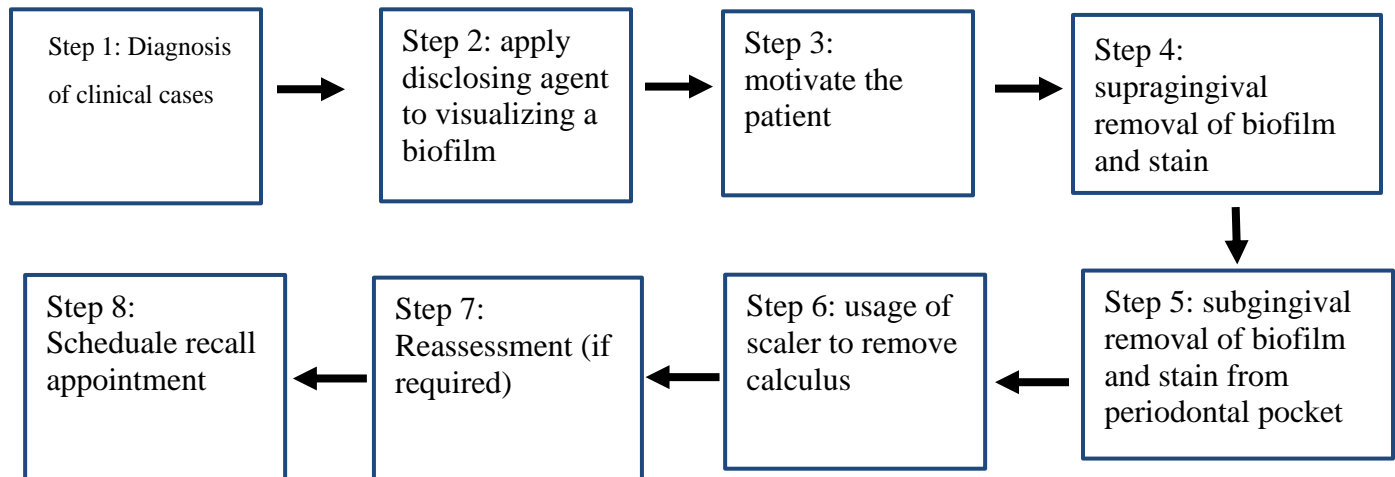 Step 1: Diagnosis
of clinical cases
Step 2: apply
disclosing agent
to visualizing a
biofilm
Step 3:
motivate the
patient
Step 4:
supragingival
removal of biofilm
and stain
Step 5: subgingival
removal of biofilm
and stain from
periodontal pocket
Step 6: usage of
scaler to remove
calculus
Step 7:
Reassessment (if
required)
Step 8:
Scheduale recall
appointment